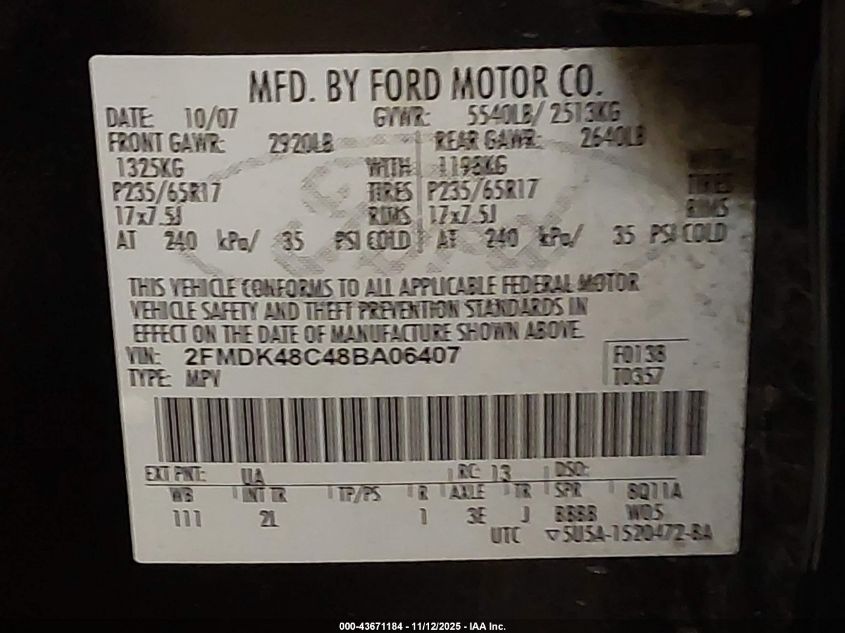 MFD. BY FORD MOTOR CO.
DATE: 10/07 GVWR: 5540LB/ 2513KG
FRONT GAWR: 2920LB REAR GAWR: 2640LB
1325KG WITH 1198KG WITH
P235/65R17 TIRES P235/65R17 TIRES
17x7.5J RIMS 17x7.5J RIMS
AT 240 kPa/ 35 PSI COLD AT 240 kPa/ 35 PSI COLD
THIS VEHICLE CONFORMS TO ALL APPLICABLE FEDERAL MOTOR
VEHICLE SAFETY AND THEFT PREVENTION STANDARDS IN
EFFECT ON THE DATE OF MANUFACTURE SHOWN ABOVE.
VIN: 2FMDK48C48BA06407 F0138
TYPE: MPV T0357
EXT PNT: UA RC: 13 DSO:
WB INT TR TP/PS R AXLE TR SPR 8Q11A
111 2L 1 3E J BBBB W05
UTC ▽5U5A-1520472-BA
000-43671184 - 11/12/2025 - IAA Inc.